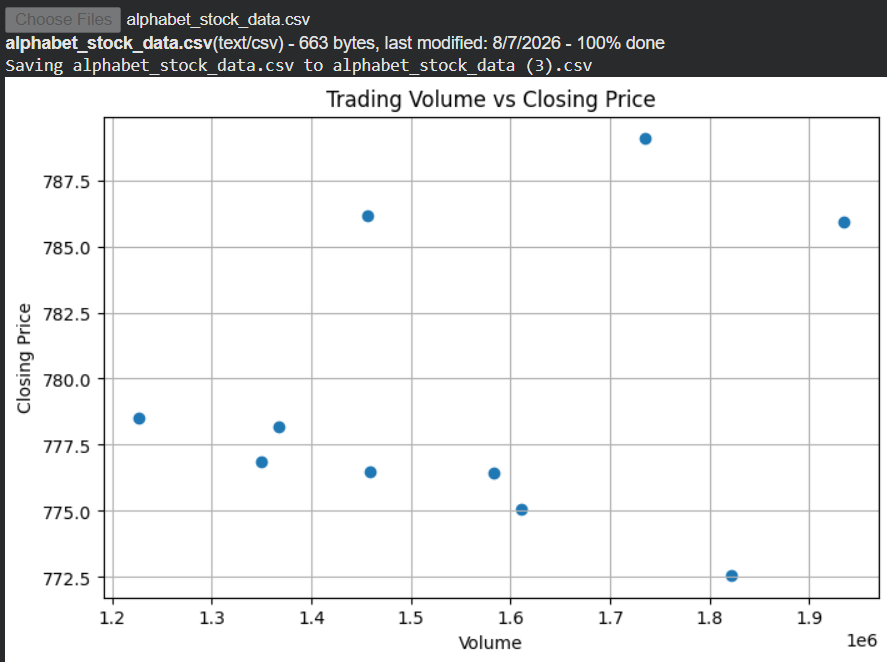 Choose Files alphabet_stock_data.csv
alphabet_stock_data.csv(text/csv) - 663 bytes, last modified: 8/7/2026 - 100% done
Saving alphabet_stock_data.csv to alphabet_stock_data (3).csv
Trading Volume vs Closing Price
787.5
785.0
782.5
780.0
777.5
775.0
772.5
Closing Price
1.2 1.3 1.4 1.5 1.6 1.7 1.8 1.9
1e6
Volume